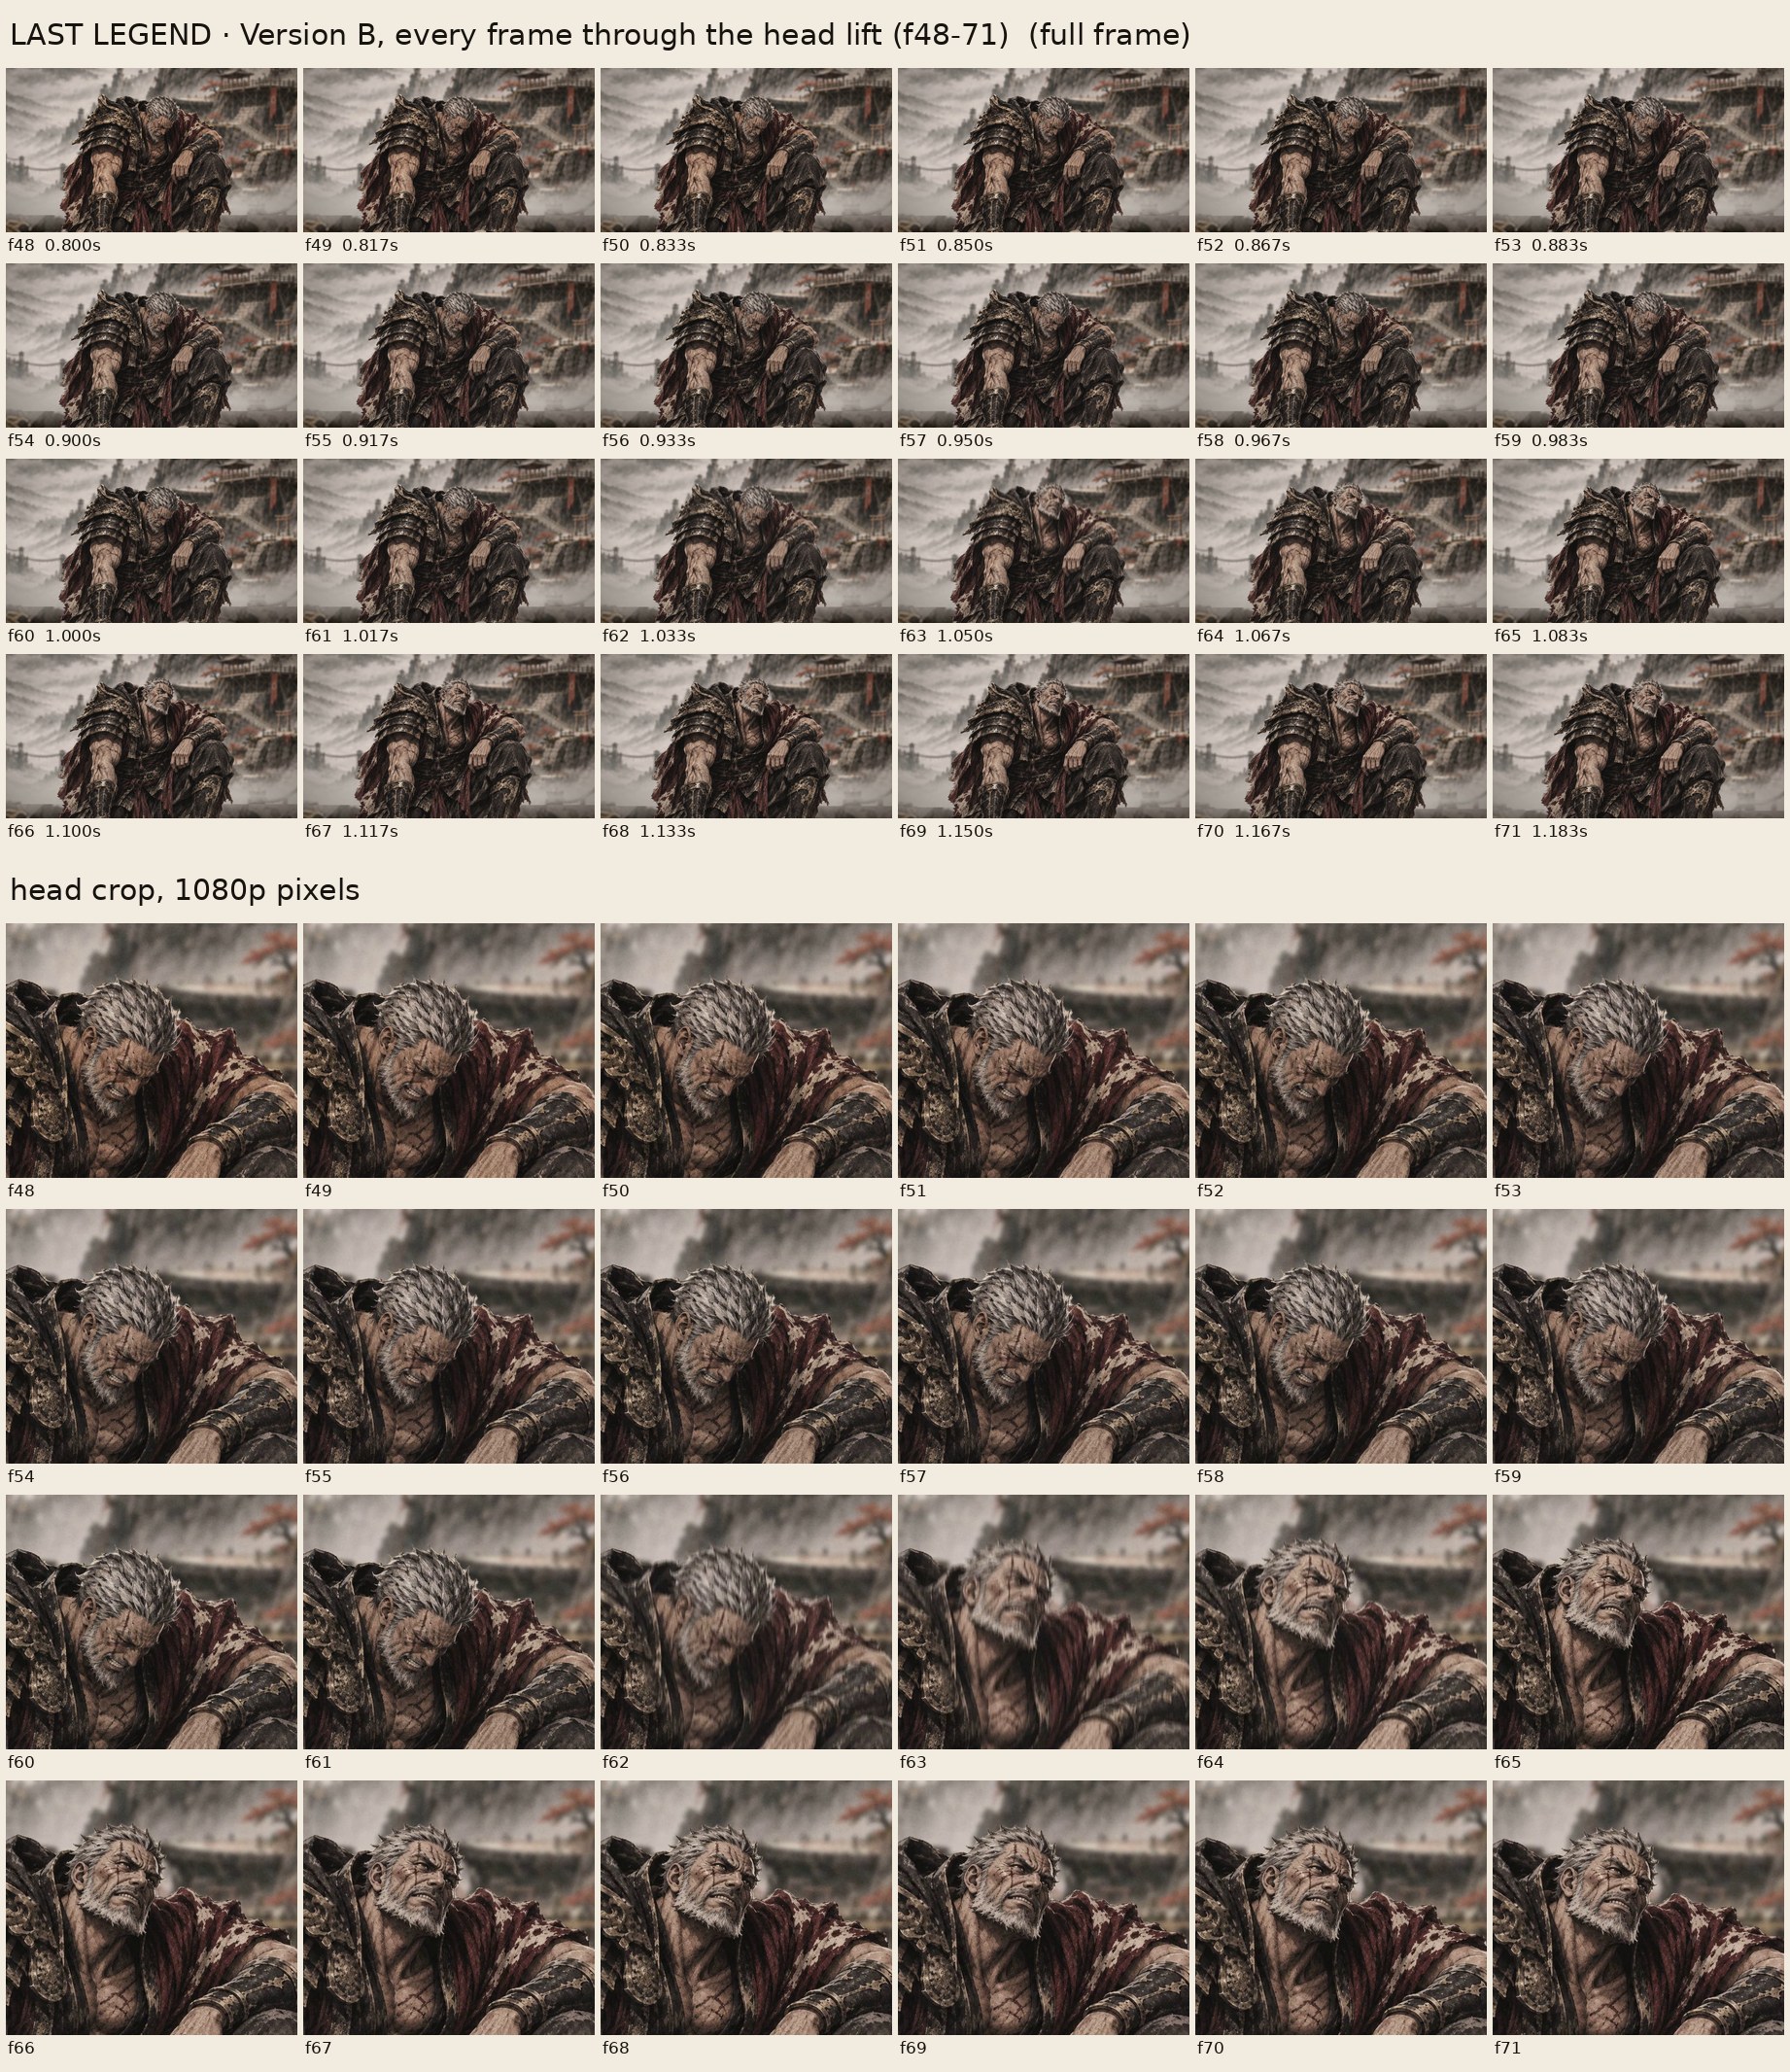 LAST LEGEND · Version B, every frame through the head lift (f48-71)  (full frame)
f48  0.800s
f49  0.817s
f50  0.833s
f51  0.850s
f52  0.867s
f53  0.883s
f54  0.900s
f55  0.917s
f56  0.933s
f57  0.950s
f58  0.967s
f59  0.983s
f60  1.000s
f61  1.017s
f62  1.033s
f63  1.050s
f64  1.067s
f65  1.083s
f66  1.100s
f67  1.117s
f68  1.133s
f69  1.150s
f70  1.167s
f71  1.183s
head crop, 1080p pixels
f48
f49
f50
f51
f52
f53
f54
f55
f56
f57
f58
f59
f60
f61
f62
f63
f64
f65
f66
f67
f68
f69
f70
f71